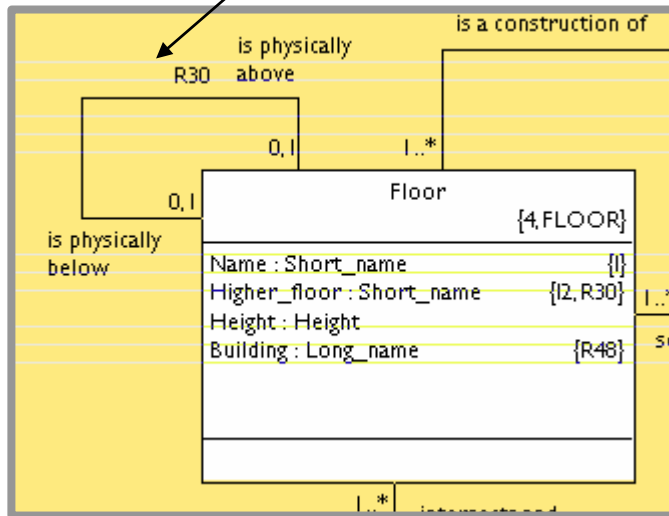 is a construction of
is physically
R30 above
0,1
1..*
0,1
Floor
{4,FLOOR}
is physically
below
Name : Short_name {I}
Higher_floor : Short_name {I2, R30}
Height : Height
Building : Long_name {R48}
1..*